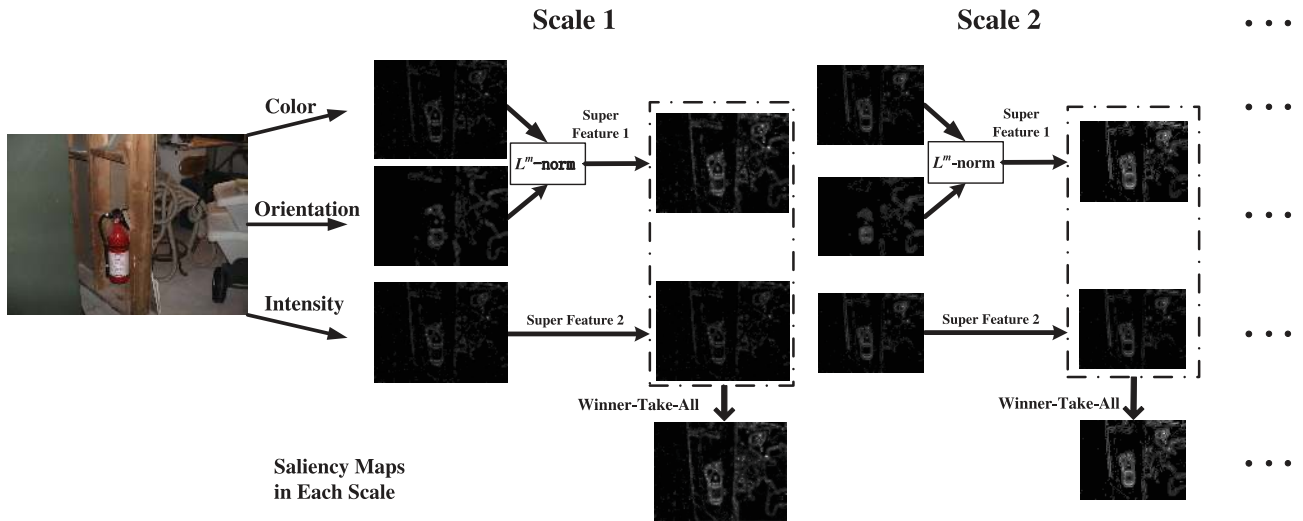 Scale 1
Scale 2
. . .
Color
Super
Feature 1
Super
Feature 1
. . .
L^m-norm
L^m-norm
Orientation
. . .
Intensity
Super Feature 2
Super Feature 2
. . .
Winner-Take-All
Winner-Take-All
Saliency Maps
in Each Scale
. . .